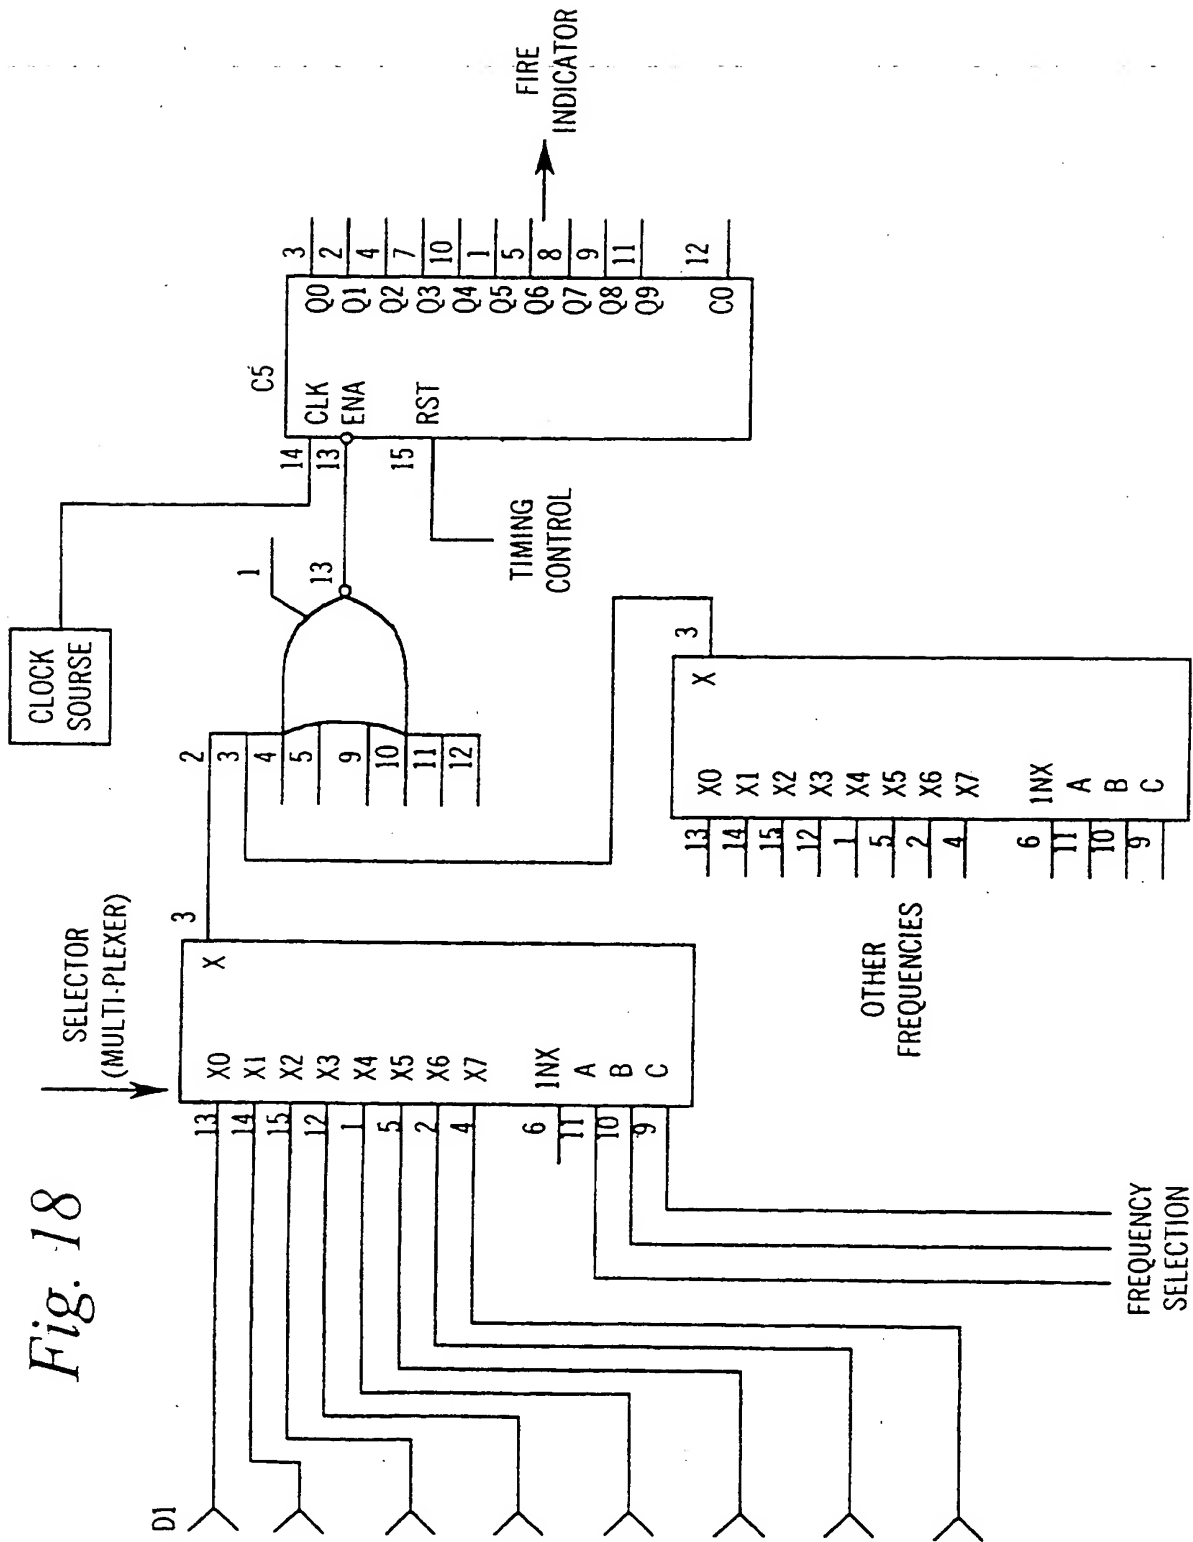 Fig. 18
SELECTOR
(MULTI-PLEXER)
CLOCK
SOURSE
D1
13 X0
14 X1
15 X2
12 X3
1 X4
5 X5
2 X6
4 X7
6 1NX
11 A
10 B
9 C
X 3
FREQUENCY
SELECTION
2
3
4
5
9
10
11
12
1
13
C5
14 CLK
13 ENA
15 RST
TIMING
CONTROL
Q0 3
Q1 2
Q2 4
Q3 7
Q4 10
Q5 1
Q6 5
Q7 8
Q8 9
Q9 11
C0 12
FIRE
INDICATOR
OTHER
FREQUENCIES
13 X0
14 X1
15 X2
12 X3
1 X4
5 X5
2 X6
4 X7
6 1NX
11 A
10 B
9 C
X 3